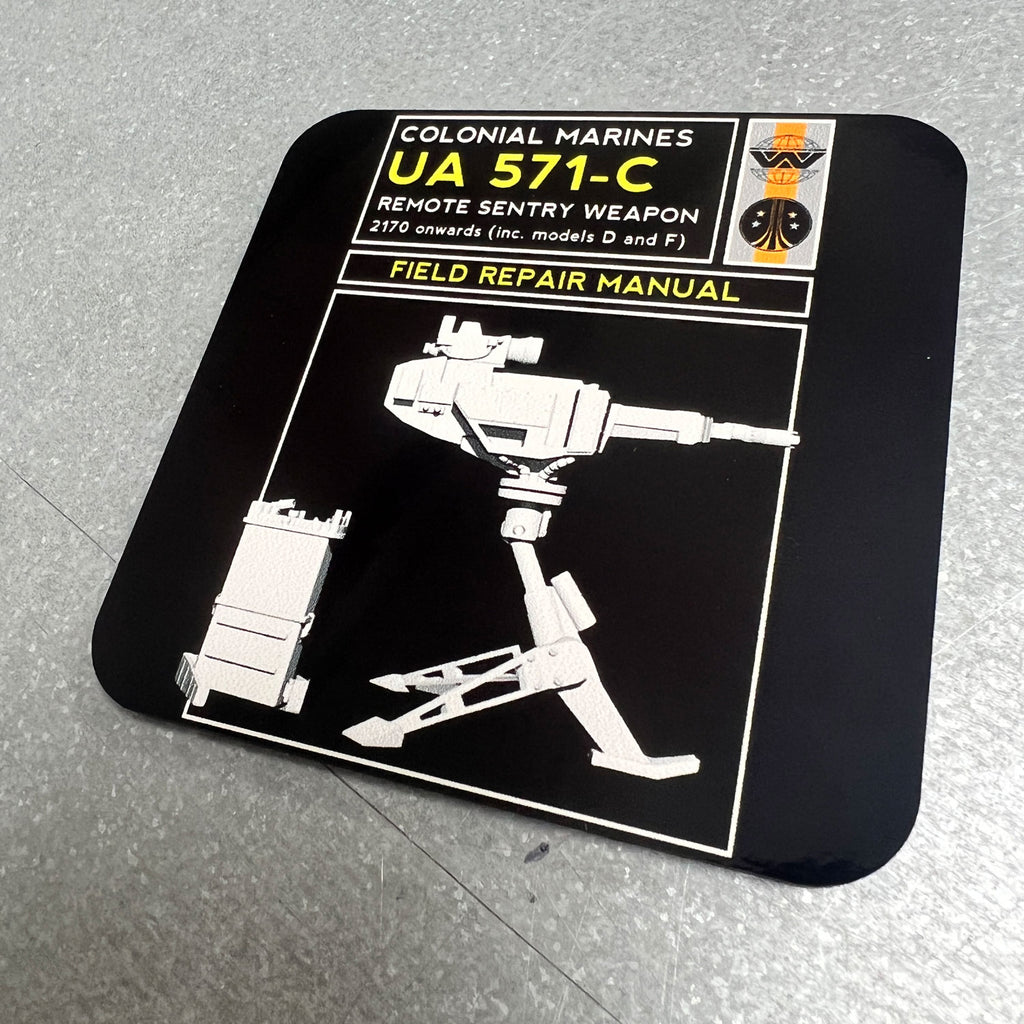 COLONIAL MARINES
UA 571-C
REMOTE SENTRY WEAPON
2170 onwards (inc. models D and F)
FIELD REPAIR MANUAL